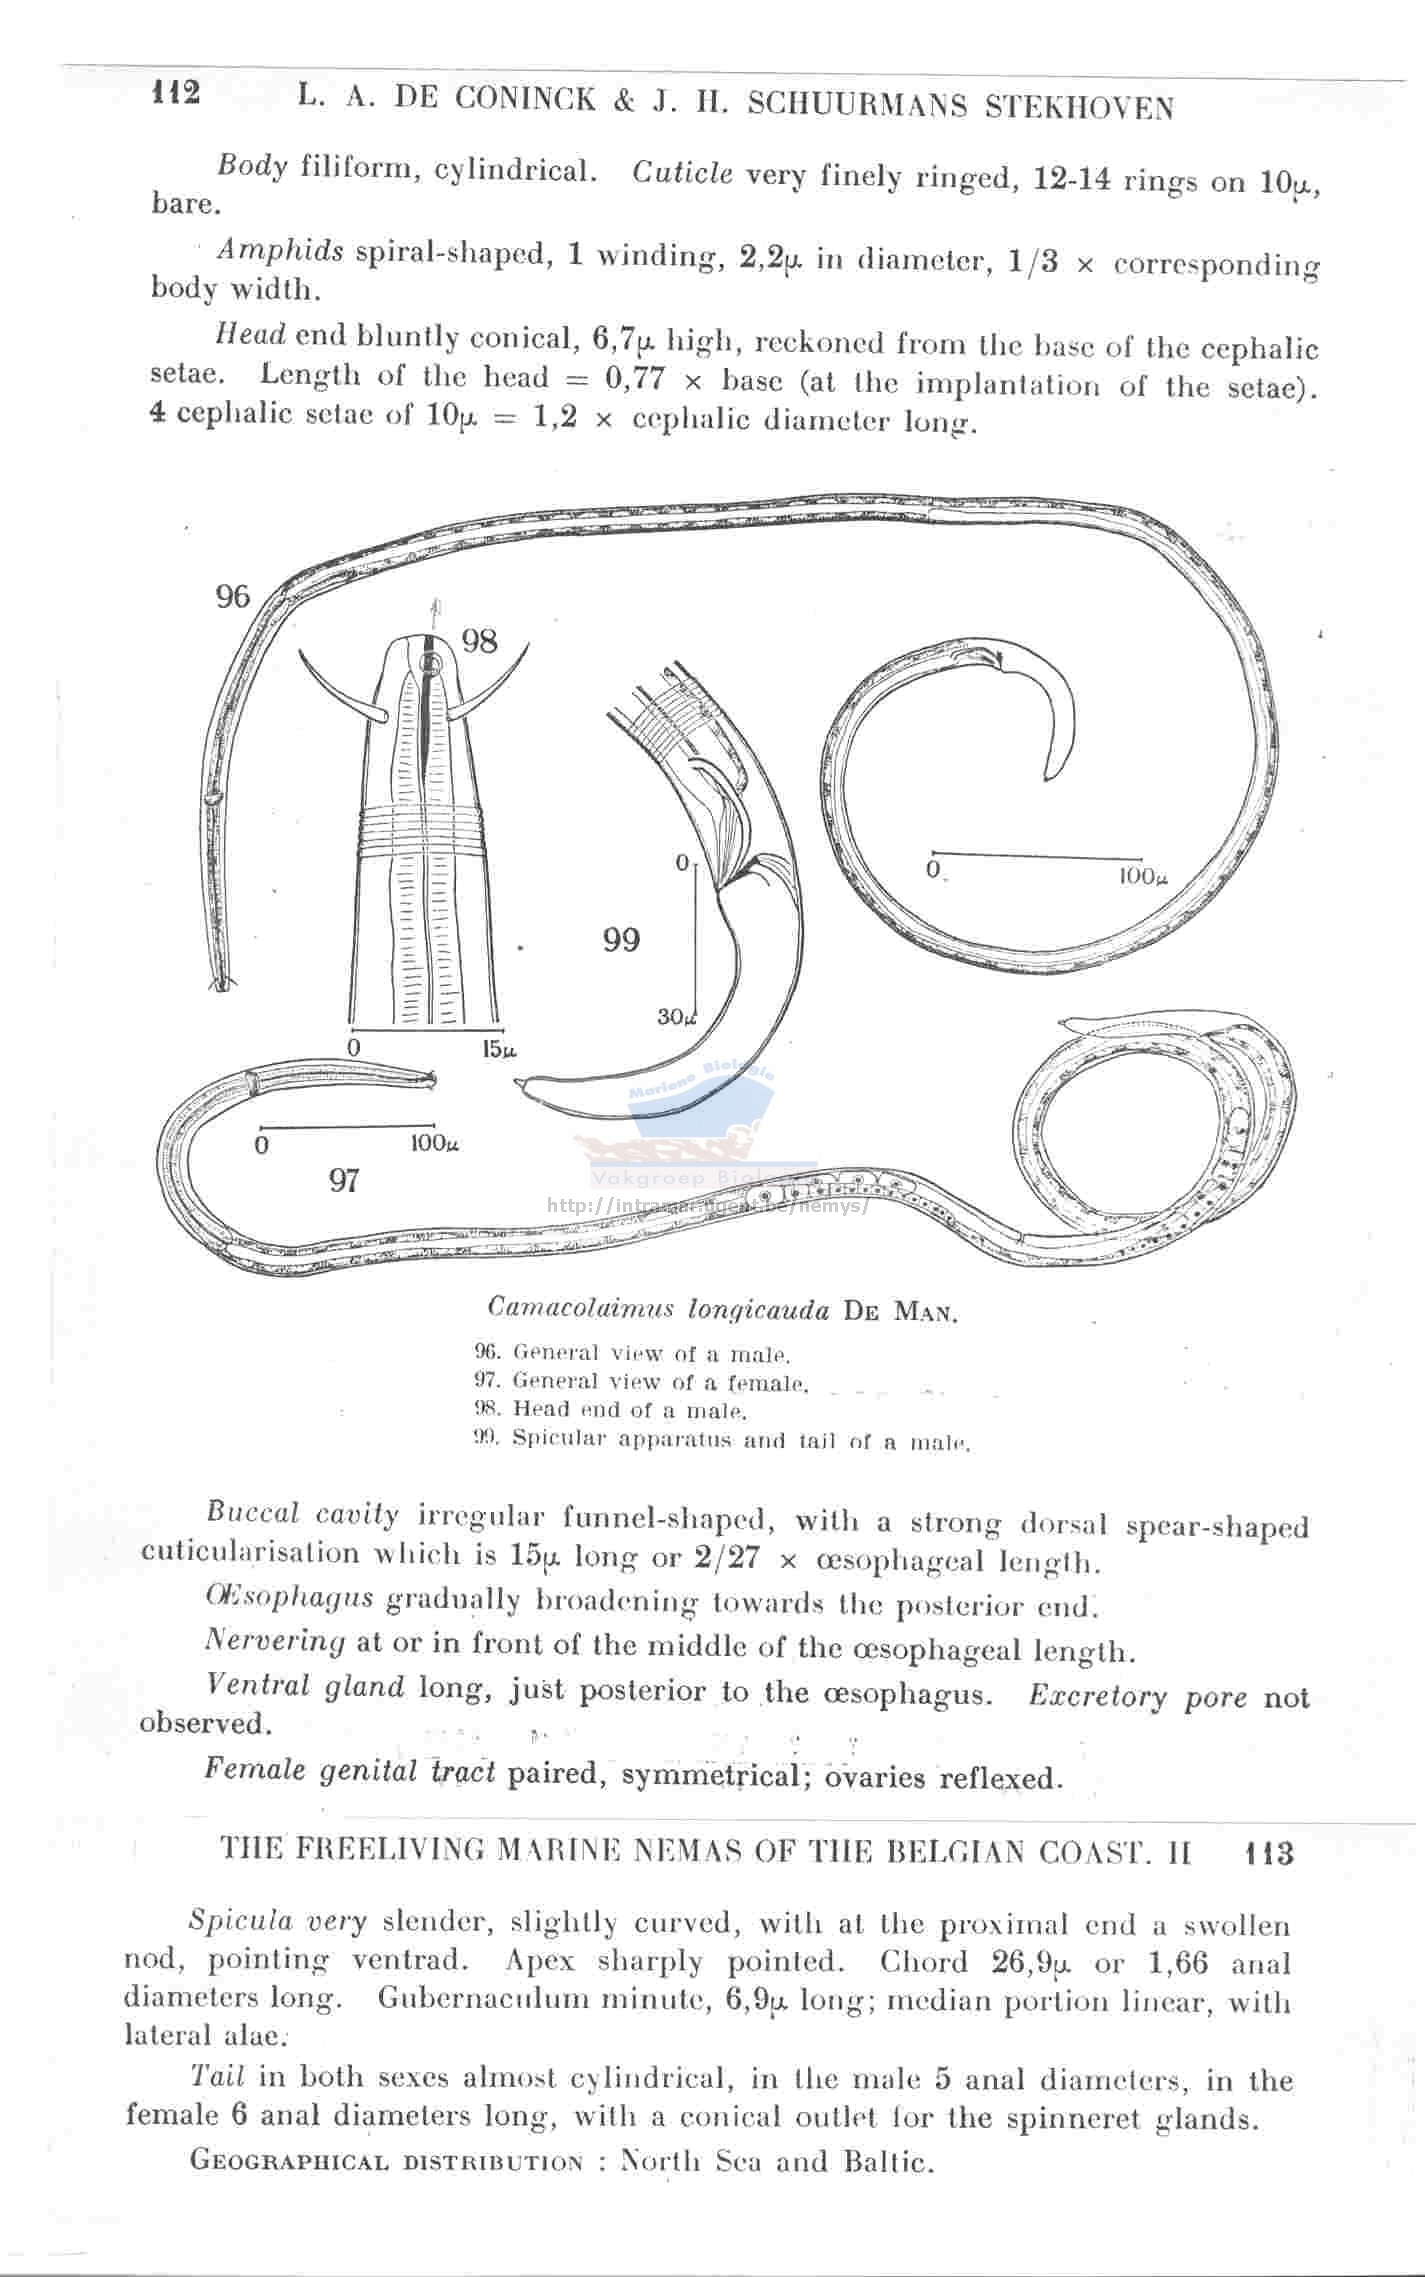 112 L. A. DE CONINCK & J. H. SCHUURMANS STEKHOVEN
Body filiform, cylindrical. Cuticle very finely ringed, 12-14 rings on 10μ,
bare.
Amphids spiral-shaped, 1 winding, 2,2μ in diameter, 1/3 × corresponding
body width.
Head end bluntly conical, 6,7μ high, reckoned from the base of the cephalic
setae. Length of the head = 0,77 × base (at the implantation of the setae).
4 cephalic setae of 10μ = 1,2 × cephalic diameter long.
96
98
0
100μ
0
99
30μ
0
15μ
0
100μ
97
Mariene Biologie
Vakgroep Biologie
http://intramar.ugent.be/nemys/
Camacolaimus longicauda DE MAN.
96. General view of a male.
97. General view of a female.
98. Head end of a male.
99. Spicular apparatus and tail of a male.
Buccal cavity irregular funnel-shaped, with a strong dorsal spear-shaped
cuticularisation which is 15μ long or 2/27 × œsophageal length.
Œsophagus gradually broadening towards the posterior end.
Nervering at or in front of the middle of the œsophageal length.
Ventral gland long, just posterior to the œsophagus. Excretory pore not
observed.
Female genital tract paired, symmetrical; ovaries reflexed.
THE FREELIVING MARINE NEMAS OF THE BELGIAN COAST. II 113
Spicula very slender, slightly curved, with at the proximal end a swollen
nod, pointing ventrad. Apex sharply pointed. Chord 26,9μ or 1,66 anal
diameters long. Gubernaculum minute, 6,9μ long; median portion linear, with
lateral alae.
Tail in both sexes almost cylindrical, in the male 5 anal diameters, in the
female 6 anal diameters long, with a conical outlet for the spinneret glands.
GEOGRAPHICAL DISTRIBUTION : North Sea and Baltic.